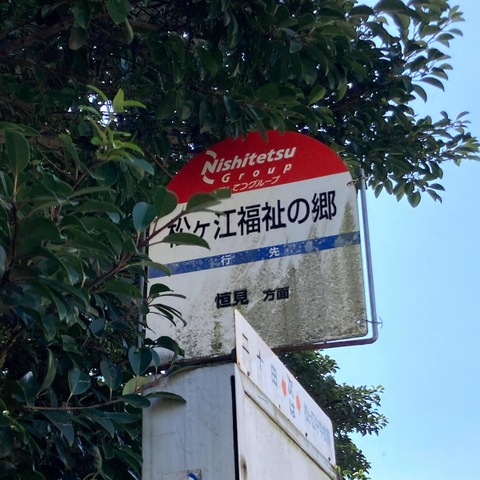 Nishitetsu
Group
にしてつグループ
松ヶ江福祉の郷
行先
恒見 方面